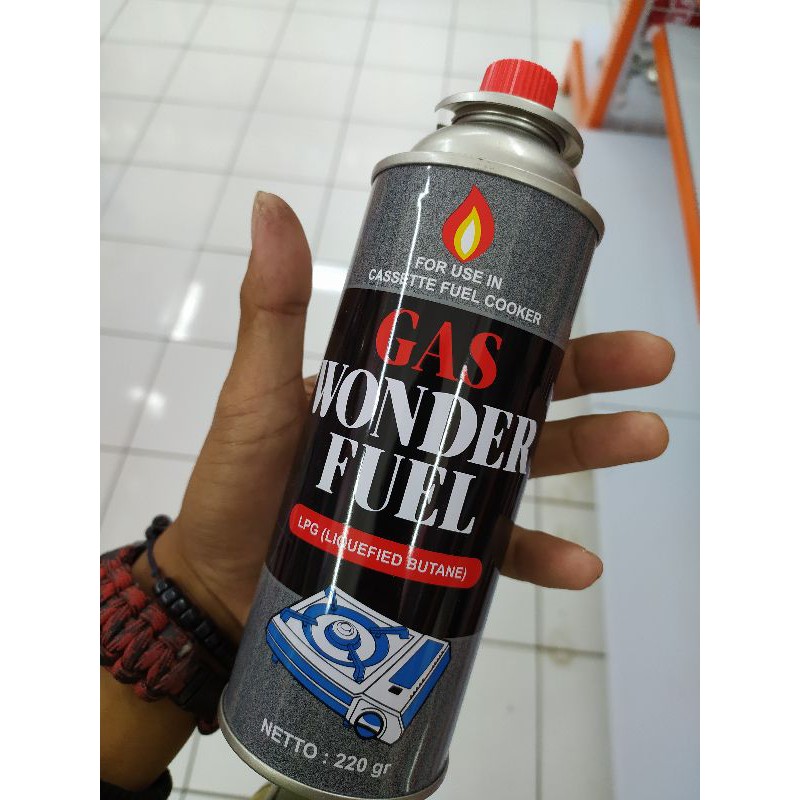 FOR USE IN
CASSETTE FUEL COOKER
GAS
WONDER
FUEL
LPG (LIQUEFIED BUTANE)
NETTO : 220 gr